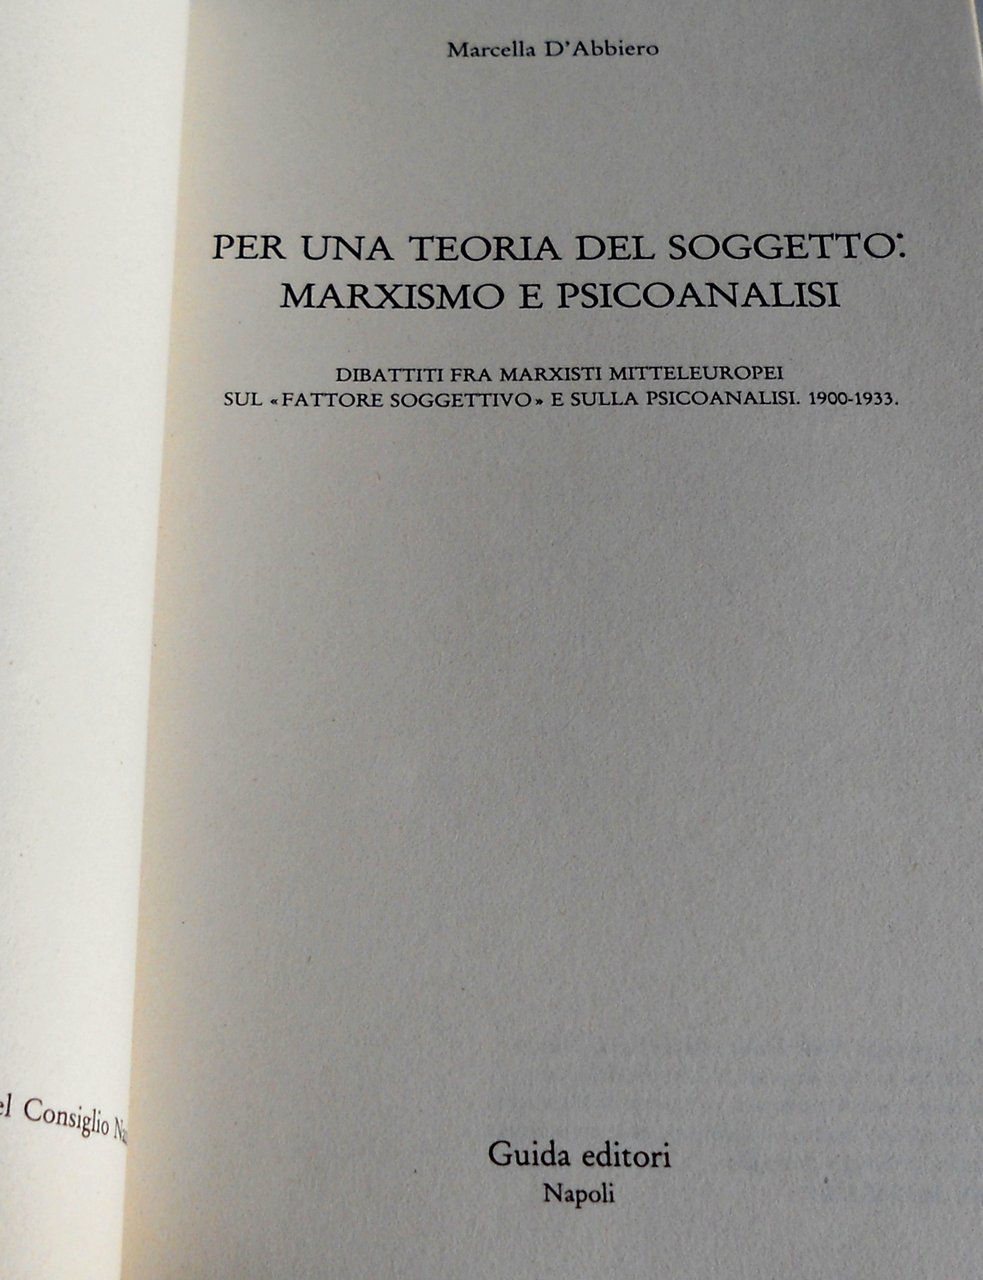 Marcella D'Abbiero
PER UNA TEORIA DEL SOGGETTO:
MARXISMO E PSICOANALISI
DIBATTITI FRA MARXISTI MITTELEUROPEI
SUL «FATTORE SOGGETTIVO» E SULLA PSICOANALISI. 1900-1933.
Consiglio
Guida editori
Napoli